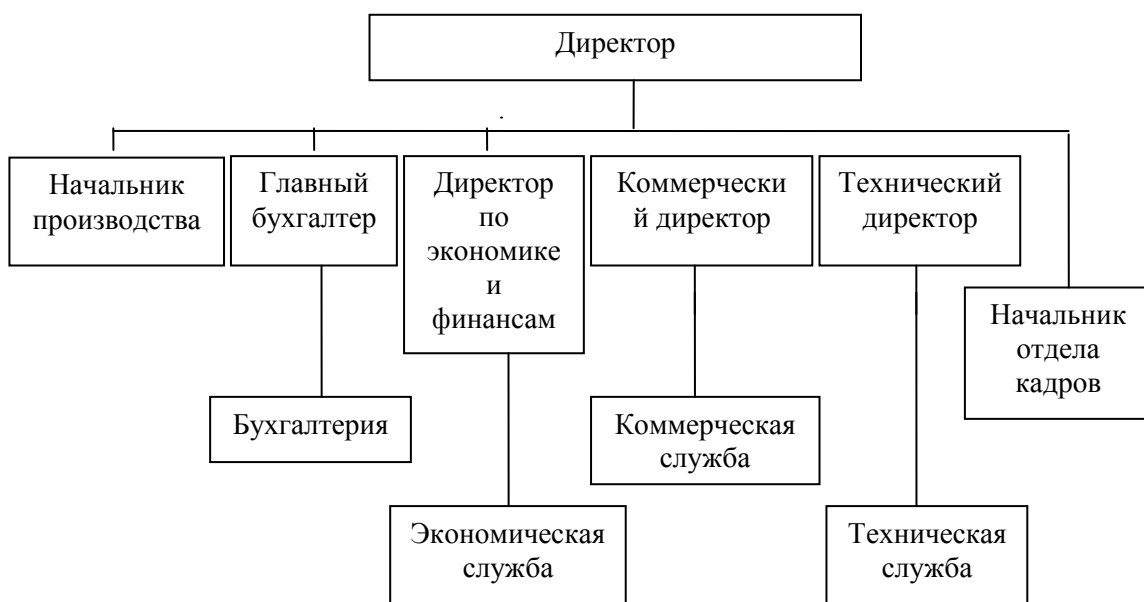 Директор
Начальник
производства
Главный
бухгалтер
Директор
по
экономике
и
финансам
Коммерчески
й директор
Технический
директор
Начальник
отдела
кадров
Бухгалтерия
Коммерческая
служба
Экономическая
служба
Техническая
служба